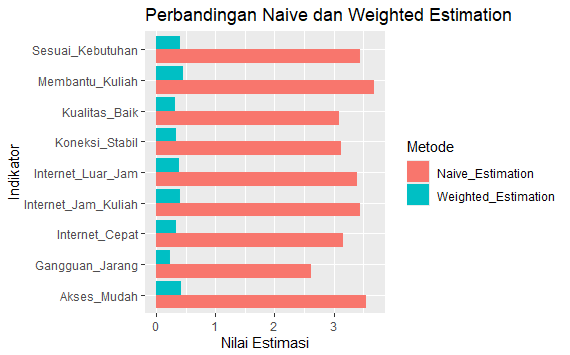 Perbandingan Naive dan Weighted Estimation
Indikator
Sesuai_Kebutuhan
Membantu_Kuliah
Kualitas_Baik
Koneksi_Stabil
Internet_Luar_Jam
Internet_Jam_Kuliah
Internet_Cepat
Gangguan_Jarang
Akses_Mudah
0 1 2 3
Nilai Estimasi
Metode
Naive_Estimation
Weighted_Estimation